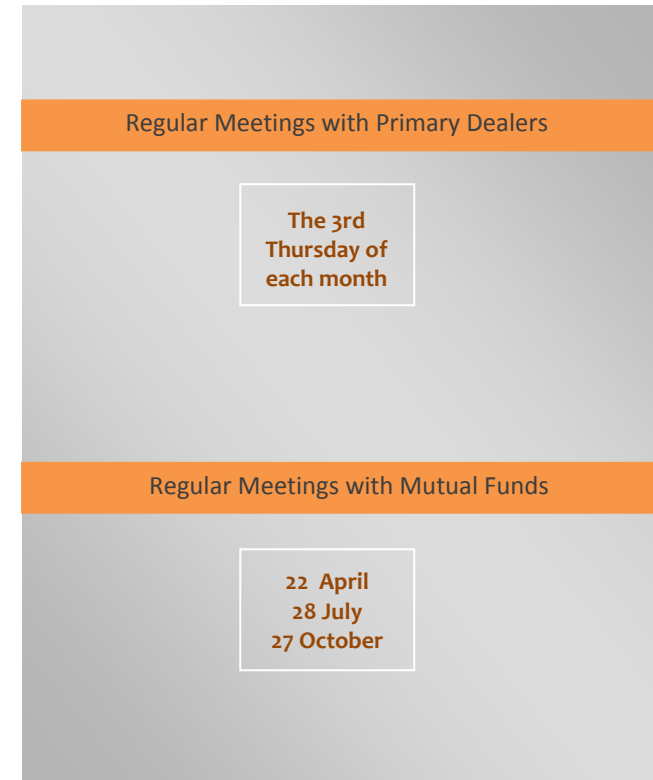 Regular Meetings with Primary Dealers
The 3rd
Thursday of
each month
Regular Meetings with Mutual Funds
22 April
28 July
27 October